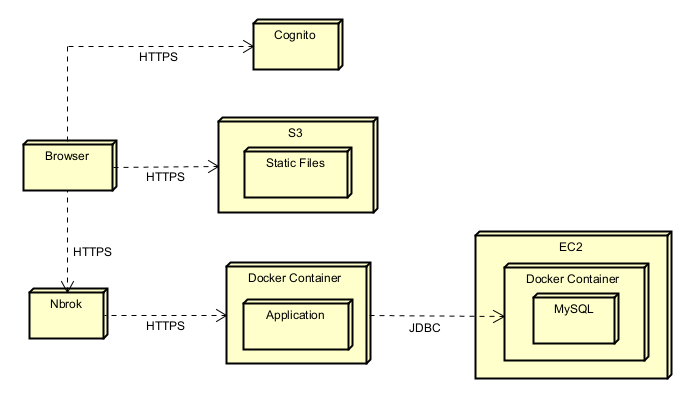 Cognito
HTTPS
S3
Static Files
Browser
HTTPS
HTTPS
EC2
Docker Container
MySQL
Docker Container
Application
Nbrok
HTTPS
JDBC